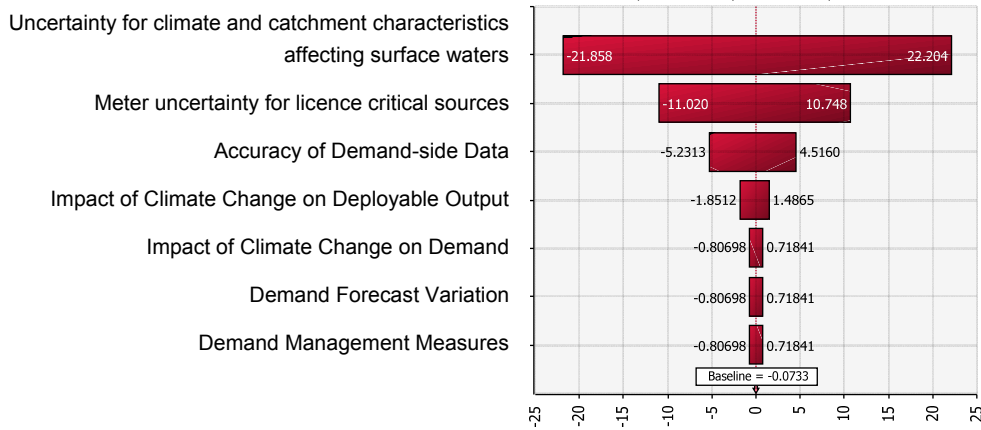 Uncertainty for climate and catchment characteristics
affecting surface waters
-21.858 22.204
Meter uncertainty for licence critical sources
-11.020 10.748
Accuracy of Demand-side Data
-5.2313 4.5160
Impact of Climate Change on Deployable Output
-1.8512 1.4865
Impact of Climate Change on Demand
-0.80698 0.71841
Demand Forecast Variation
-0.80698 0.71841
Demand Management Measures
-0.80698 0.71841
Baseline = -0.0733
-25 -20 -15 -10 -5 0 5 10 15 20 25